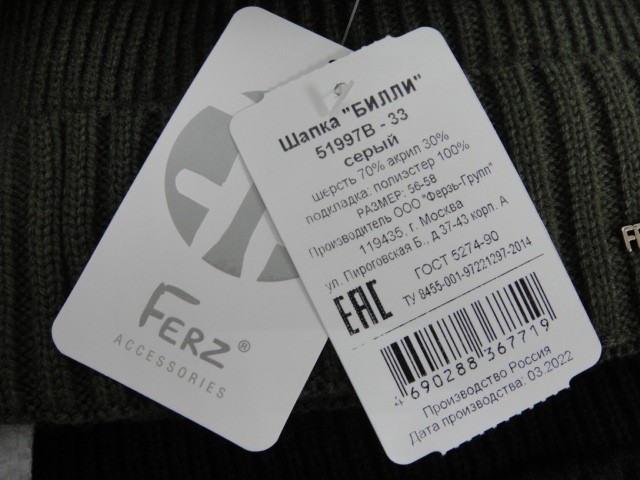 FERZ®
ACCESSORIES
Шапка "БИЛЛИ"
51997В - 33
серый
шерсть 70% акрил 30%
подкладка: полиэстер 100%
РАЗМЕР: 56-58
Производитель ООО "Ферзь-Групп"
119435, г. Москва
ул. Пироговская Б., д 37-43 корп. А
ГОСТ 5274-90
ТУ 8455-001-97221297-2014
ЕАС
4 690288 367719
Производство Россия
Дата производства: 03.2022